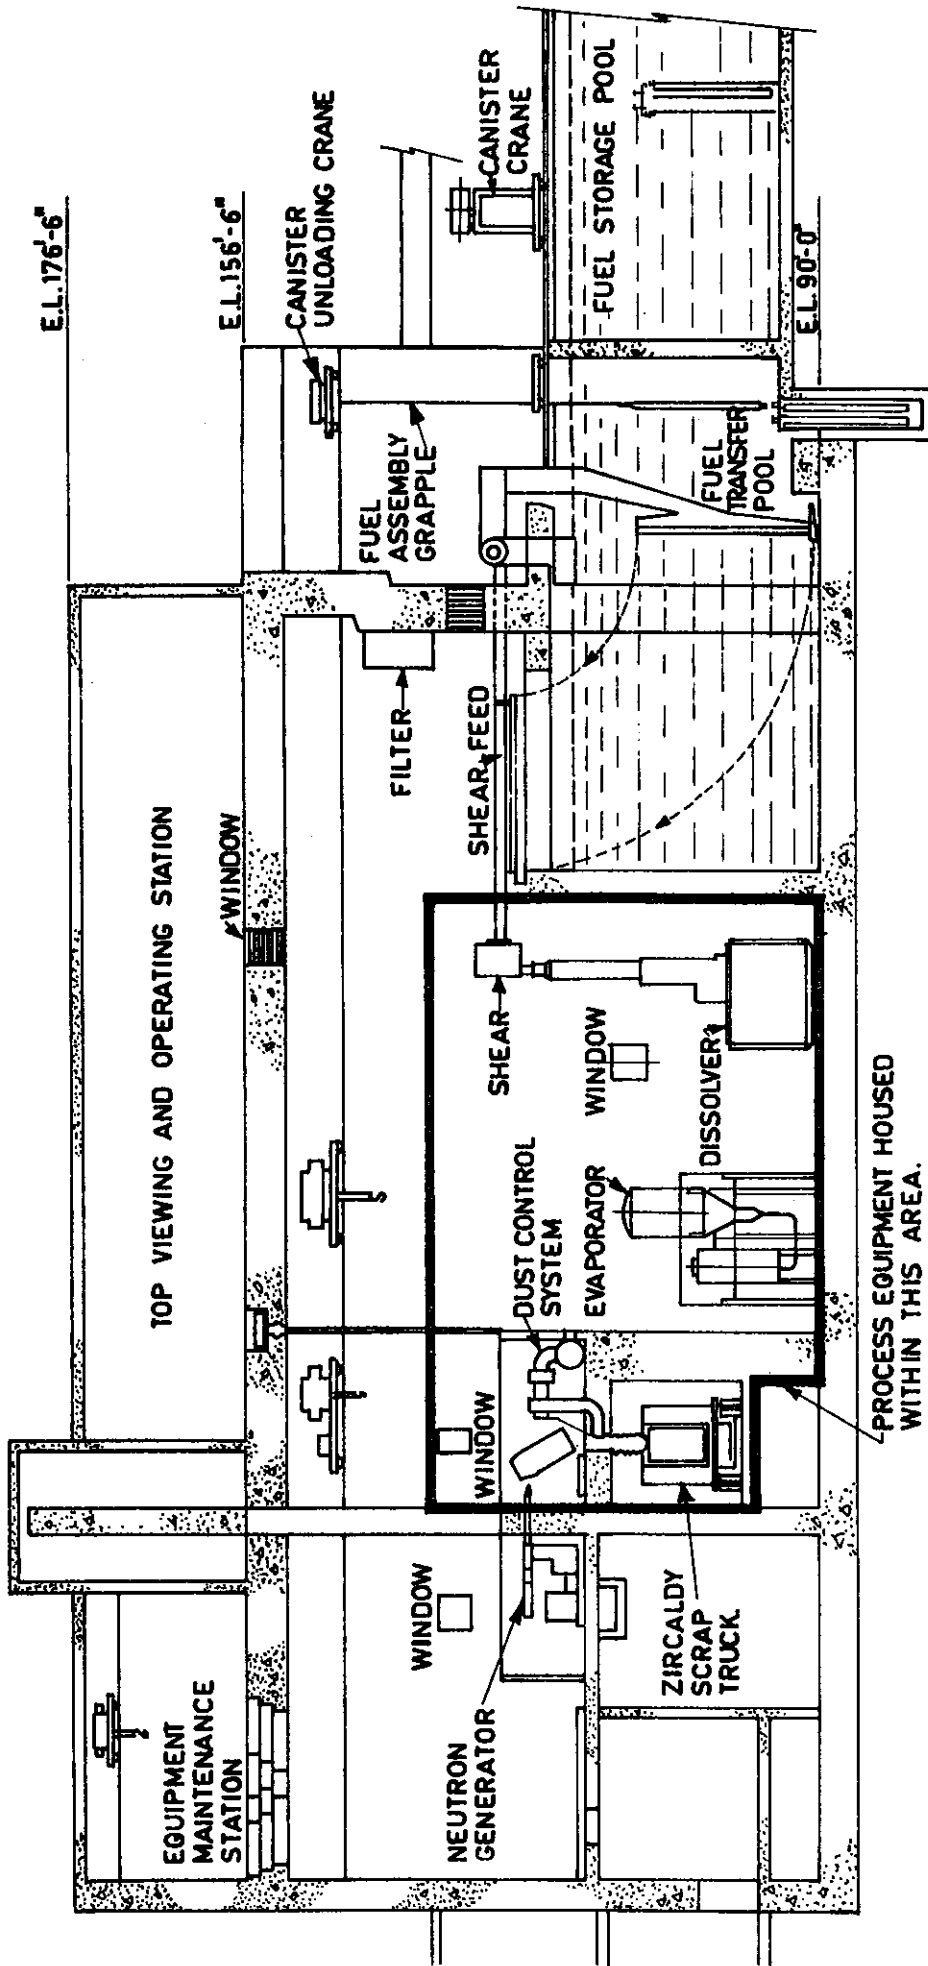 E.L. 176'-6"
E.L. 156'-6"
CANISTER
UNLOADING CRANE
CANISTER
CRANE
FUEL STORAGE POOL
E.L. 90'-0"
FUEL
ASSEMBLY
GRAPPLE
FUEL
TRANSFER
POOL
TOP VIEWING AND OPERATING STATION
WINDOW
FILTER
SHEAR FEED
SHEAR
WINDOW
DISSOLVER
DUST CONTROL
SYSTEM
EVAPORATOR
PROCESS EQUIPMENT HOUSED
WITHIN THIS AREA.
WINDOW
EQUIPMENT
MAINTENANCE
STATION
WINDOW
NEUTRON
GENERATOR
ZIRCALDY
SCRAP
TRUCK.